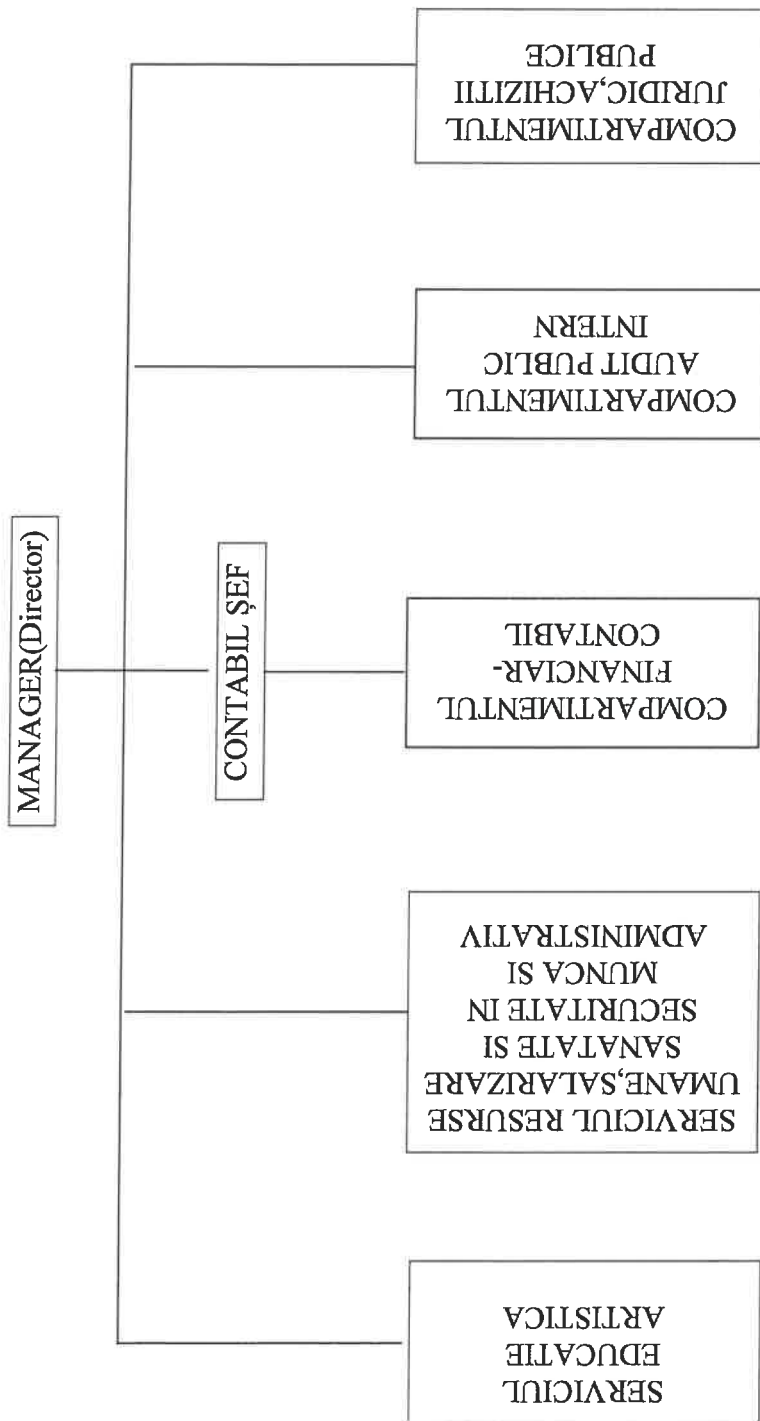 MANAGER(Director)
CONTABIL ŞEF
SERVICIUL
EDUCATIE
ARTISTICA
SERVICIUL RESURSE
UMANE,SALARIZARE
SANATATE SI
SECURITATE IN
MUNCA SI
ADMINISTRATIV
COMPARTIMENTUL
FINANCIAR-
CONTABIL
COMPARTIMENTUL
AUDIT PUBLIC
INTERN
COMPARTIMENTUL
JURIDIC,ACHIZITII
PUBLICE